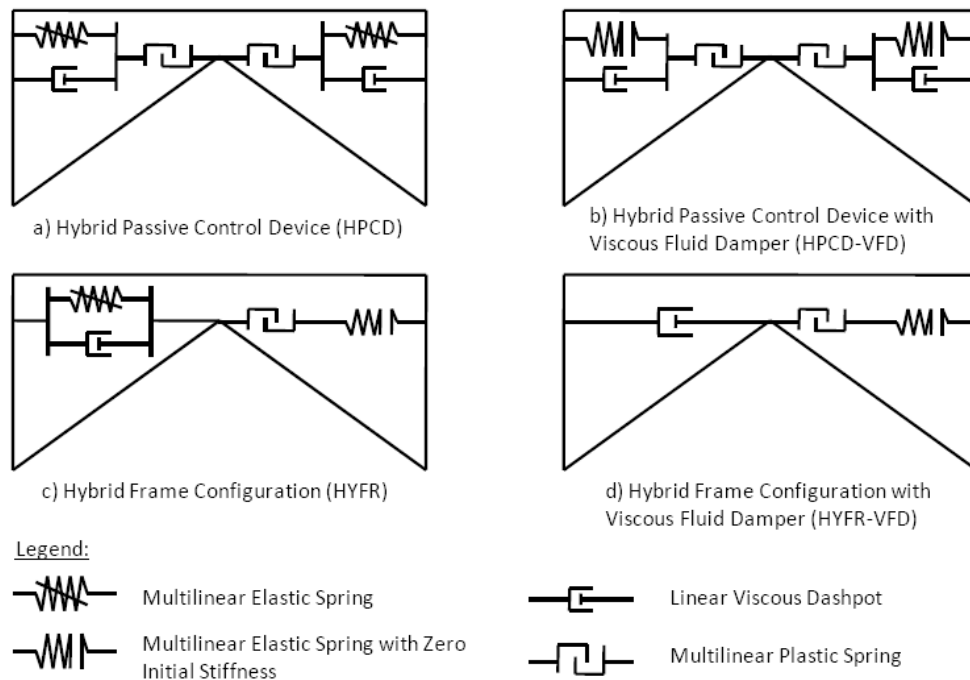 a) Hybrid Passive Control Device (HPCD)
b) Hybrid Passive Control Device with
Viscous Fluid Damper (HPCD-VFD)
c) Hybrid Frame Configuration (HYFR)
d) Hybrid Frame Configuration with
Viscous Fluid Damper (HYFR-VFD)
Legend:
Multilinear Elastic Spring
Multilinear Elastic Spring with Zero
Initial Stiffness
Linear Viscous Dashpot
Multilinear Plastic Spring